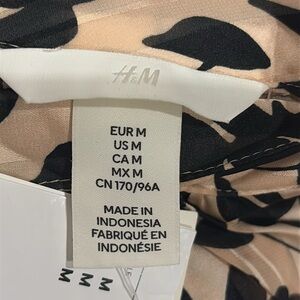 H&M
EUR M
US M
CA M
MX M
CN 170/96A
MADE IN
INDONESIA
FABRIQUÉ EN
INDONÉSIE
M
M
M